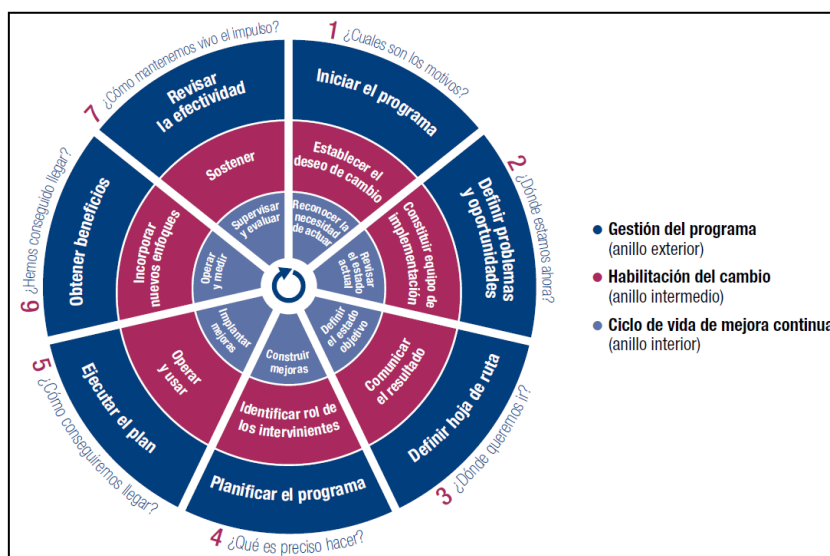 1 ¿Cuales son los motivos?
Iniciar el programa
Establecer el
deseo de cambio
Reconocer la
necesidad
de actuar
2 ¿Dónde estamos ahora?
Definir problemas
y oportunidades
Constituir equipo de
implementación
Revisar
el estado
actual
3 ¿Dónde queremos ir?
Definir hoja de ruta
Comunicar
el resultado
Definir
el estado
objetivo
4 ¿Qué es preciso hacer?
Planificar el programa
Identificar rol de
los intervinientes
Construir
mejoras
5 ¿Cómo conseguiremos llegar?
Ejecutar el plan
Operar
y usar
Implantar
mejoras
6 ¿Hemos conseguido llegar?
Obtener beneficios
Incorporar
nuevos enfoques
Operar
y medir
7 ¿Cómo mantenemos vivo el impulso?
Revisar
la efectividad
Sostener
Supervisar
y evaluar
Gestión del programa
(anillo exterior)
Habilitación del cambio
(anillo intermedio)
Ciclo de vida de mejora continua
(anillo interior)